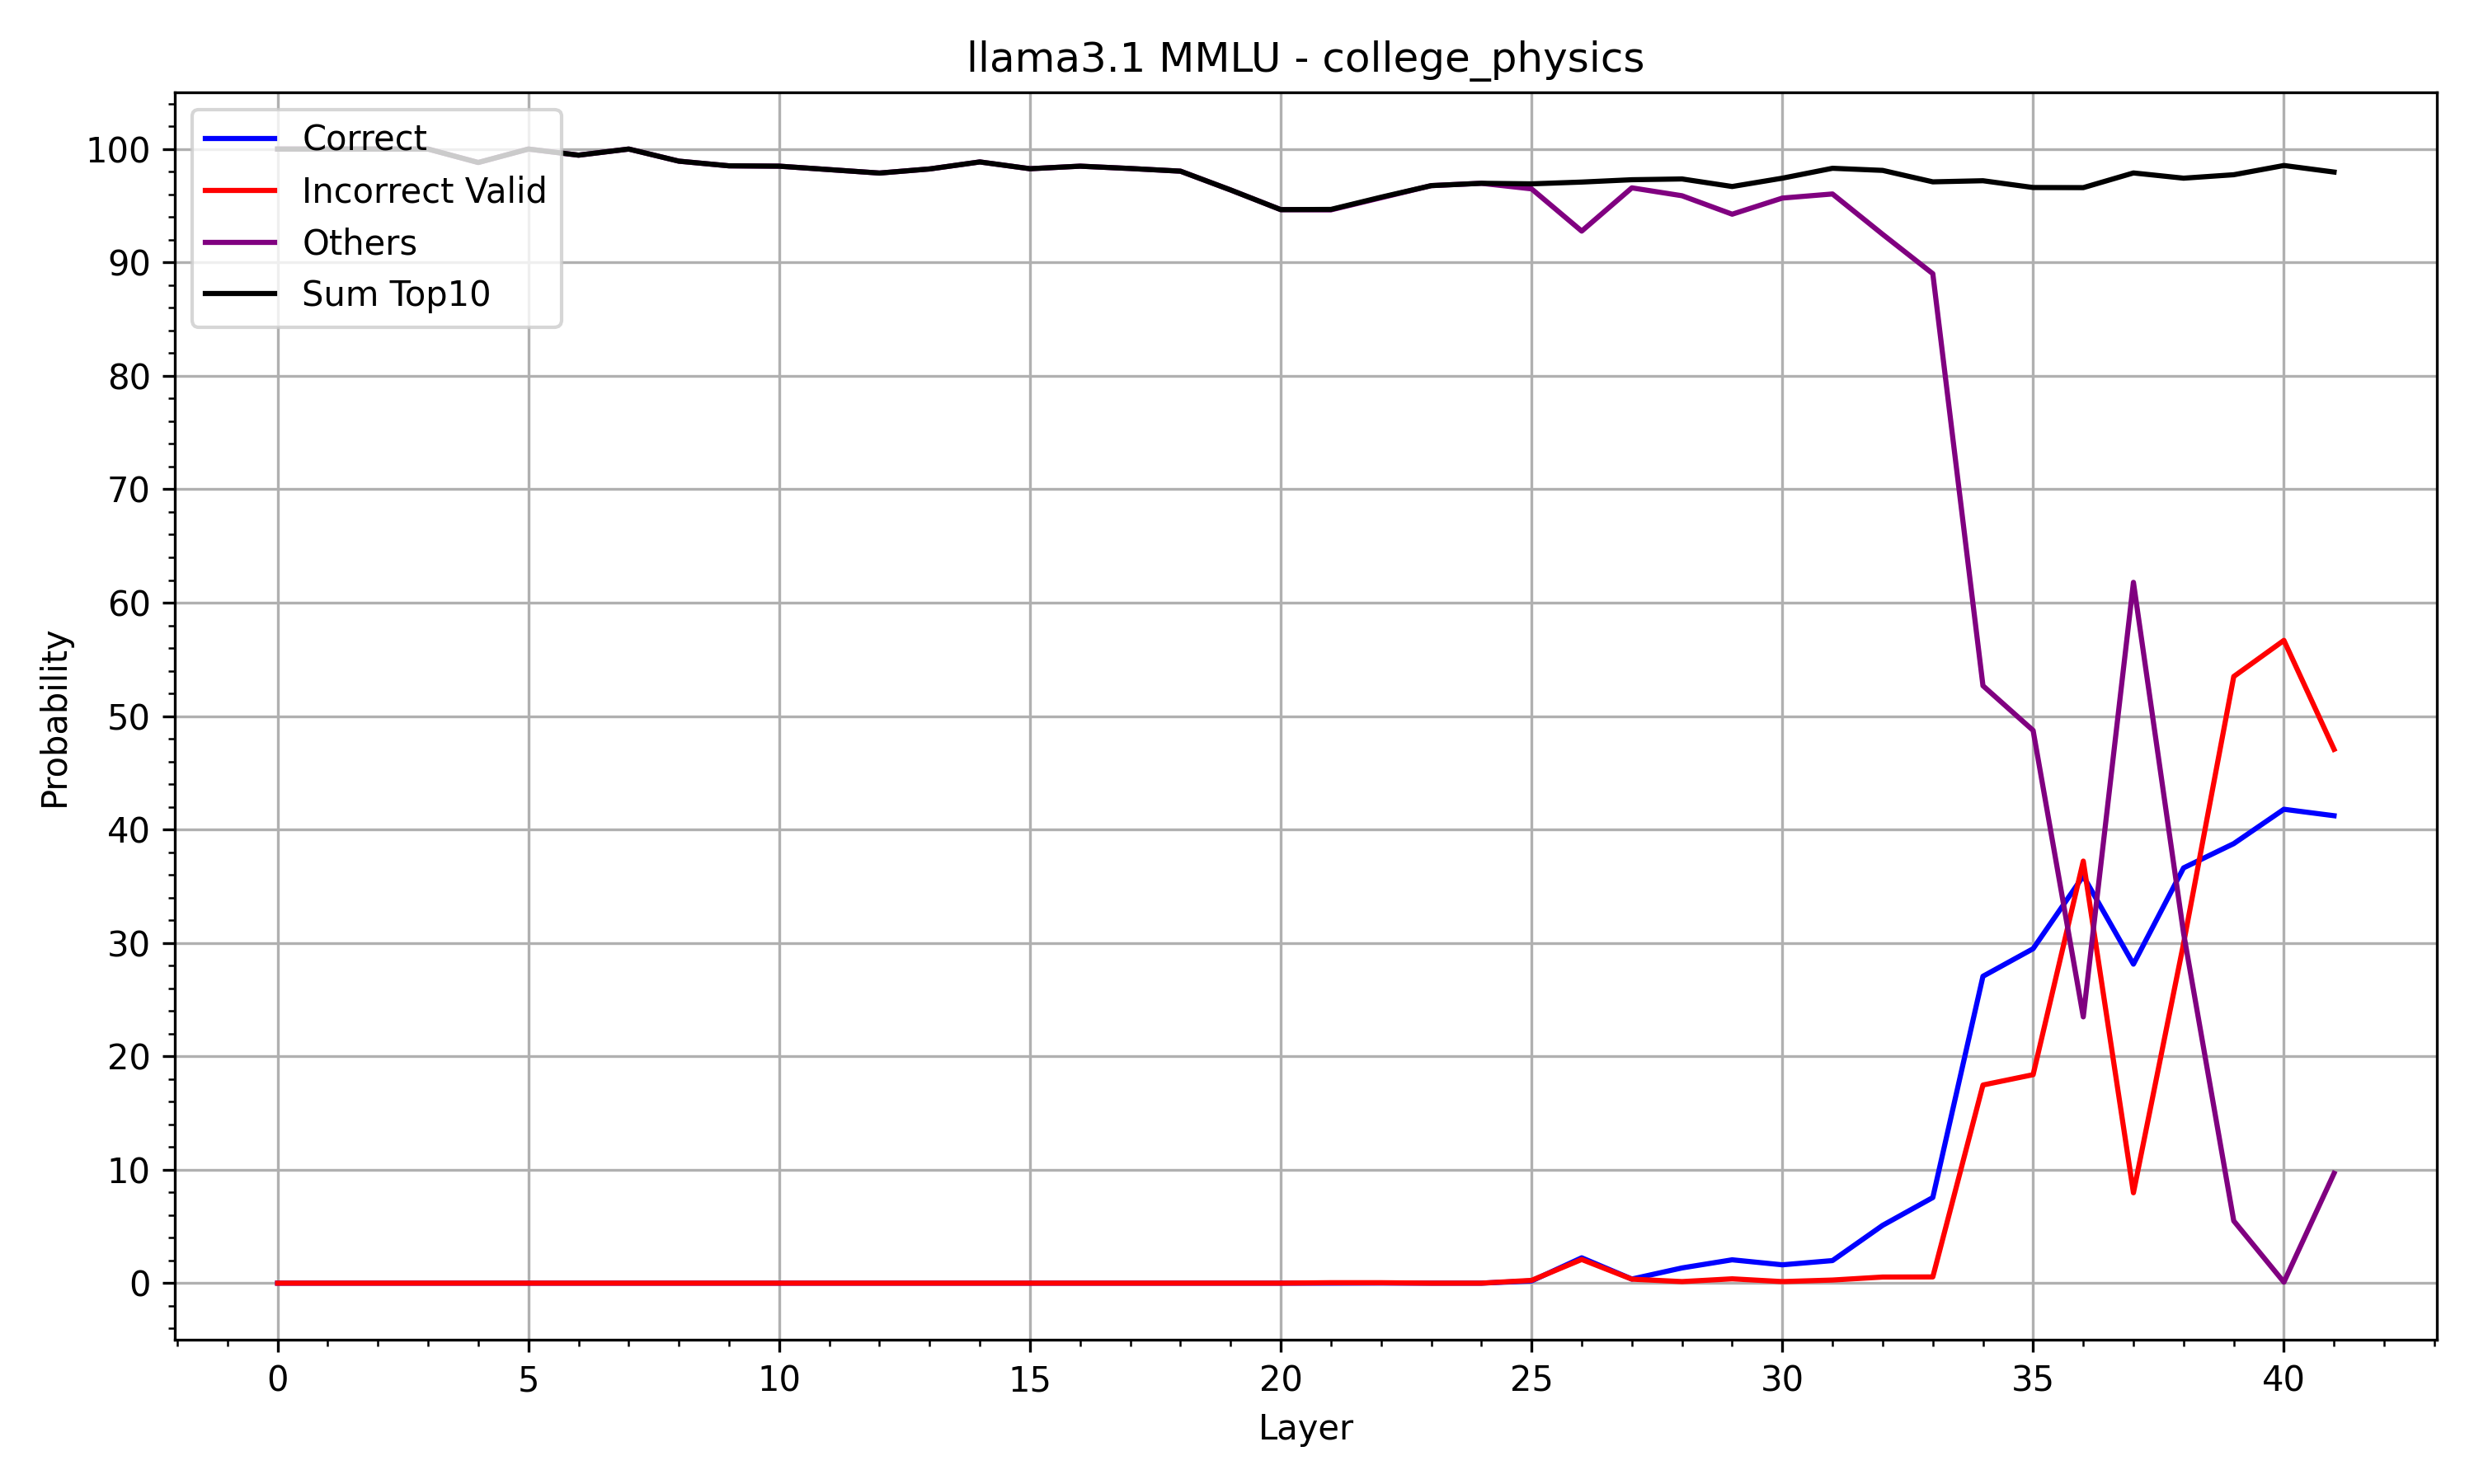 llama3.1 MMLU - college_physics
Correct
Incorrect Valid
Others
Sum Top10
100
90
80
70
60
50
40
30
20
10
0
Probability
0 5 10 15 20 25 30 35 40
Layer